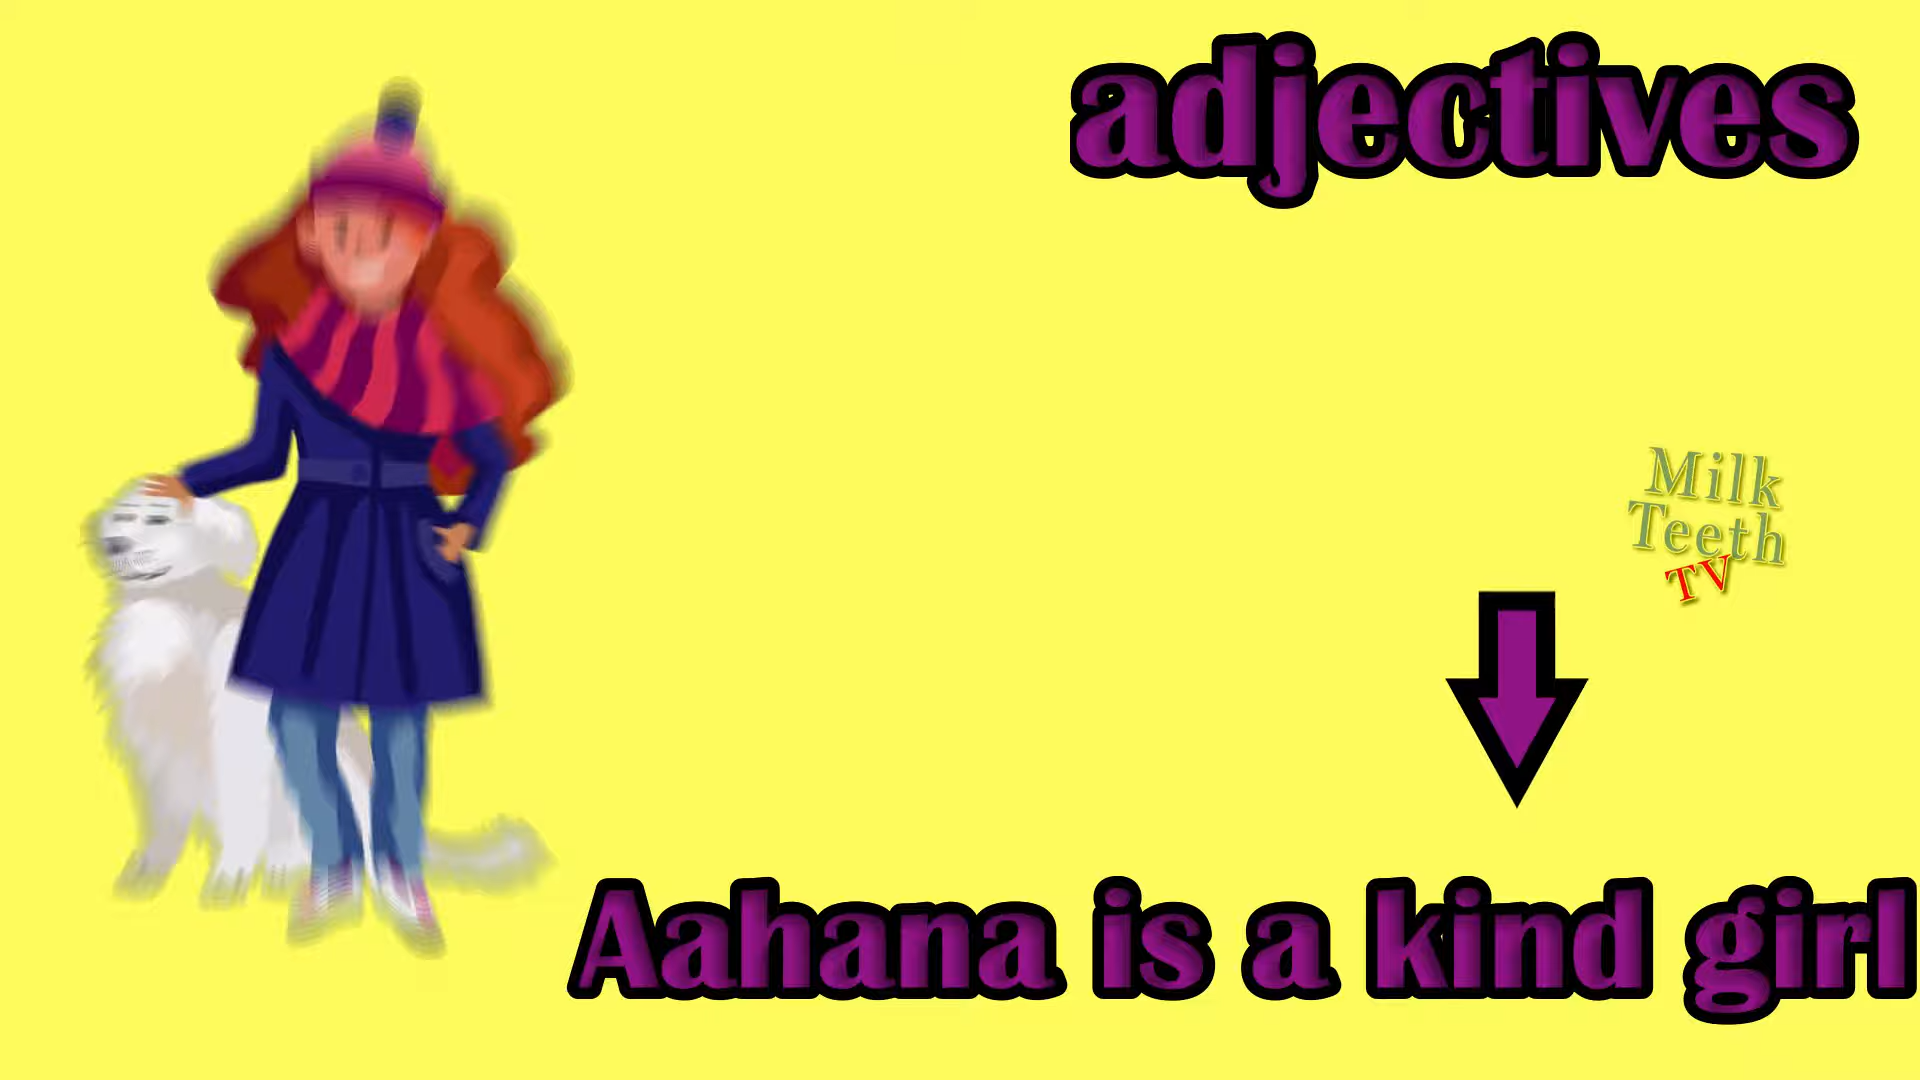 adjectives
Milk
Teeth
TV
Aahana is a kind girl